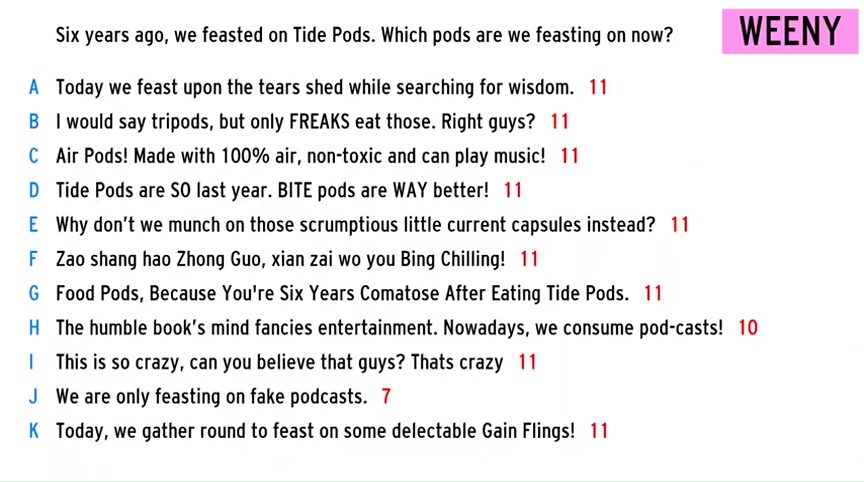 Six years ago, we feasted on Tide Pods. Which pods are we feasting on now?
WEENY
A Today we feast upon the tears shed while searching for wisdom. 11
B I would say tripods, but only FREAKS eat those. Right guys? 11
C Air Pods! Made with 100% air, non-toxic and can play music! 11
D Tide Pods are SO last year. BITE pods are WAY better! 11
E Why don't we munch on those scrumptious little current capsules instead? 11
F Zao shang hao Zhong Guo, xian zai wo you Bing Chilling! 11
G Food Pods, Because You're Six Years Comatose After Eating Tide Pods. 11
H The humble book's mind fancies entertainment. Nowadays, we consume pod-casts! 10
I This is so crazy, can you believe that guys? Thats crazy 11
J We are only feasting on fake podcasts. 7
K Today, we gather round to feast on some delectable Gain Flings! 11